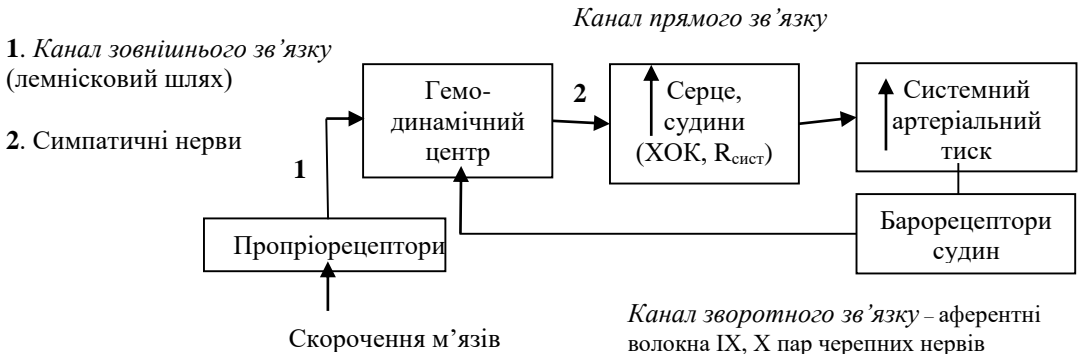 Канал прямого зв’язку
1. Канал зовнішнього зв’язку
(лемнісковий шлях)
2. Симпатичні нерви
1
Гемо-
динамічний
центр
2
Серце,
судини
(ХОК, Rсист)
Системний
артеріальний
тиск
Пропріорецептори
Барорецептори
судин
Скорочення м’язів
Канал зворотного зв’язку – аферентні
волокна IX, X пар черепних нервів